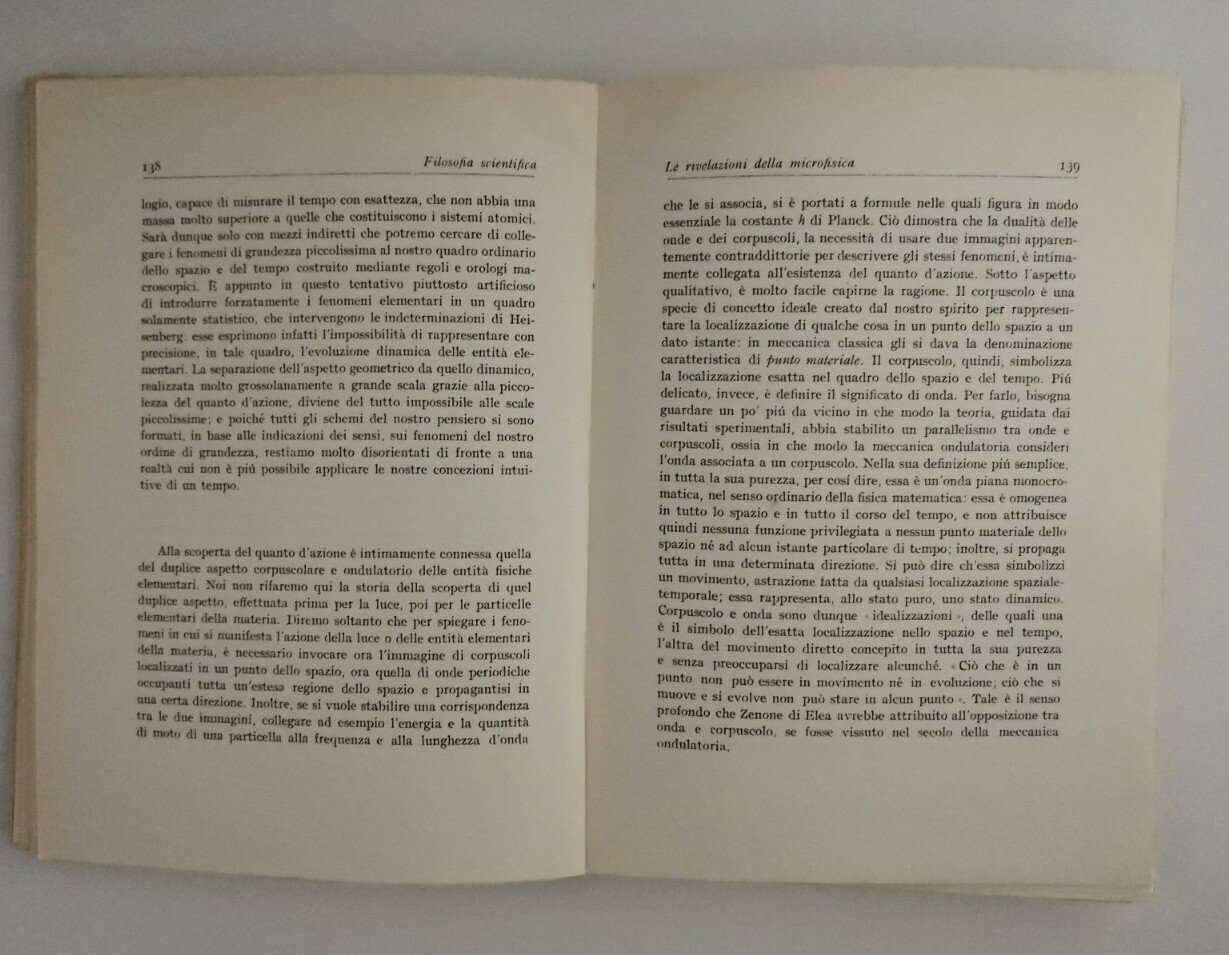 138 Filosofia scientifica
logio, capace di misurare il tempo con esattezza, che non abbia una
massa molto superiore a quelle che costituiscono i sistemi atomici.
Sarà dunque solo con mezzi indiretti che potremo cercare di colle-
gare i fenomeni di grandezza piccolissima al nostro quadro ordinario
dello spazio e del tempo costruito mediante regoli e orologi ma-
croscopici. È appunto in questo tentativo piuttosto artificioso
di introdurre forzatamente i fenomeni elementari in un quadro
solamente statistico, che intervengono le indeterminazioni di Hei-
senberg: esse esprimono infatti l'impossibilità di rappresentare con
precisione, in tale quadro, l'evoluzione dinamica delle entità ele-
mentari. La separazione dell'aspetto geometrico da quello dinamico,
realizzata molto grossolanamente a grande scala grazie alla picco-
lezza del quanto d'azione, diviene del tutto impossibile alle scale
piccolissime; e poiché tutti gli schemi del nostro pensiero si sono
formati, in base alle indicazioni dei sensi, sui fenomeni del nostro
ordine di grandezza, restiamo molto disorientati di fronte a una
realtà cui non è piú possibile applicare le nostre concezioni intui-
tive di un tempo.
Alla scoperta del quanto d'azione è intimamente connessa quella
del duplice aspetto corpuscolare e ondulatorio delle entità fisiche
elementari. Noi non rifaremo qui la storia della scoperta di quel
duplice aspetto, effettuata prima per la luce, poi per le particelle
elementari della materia. Diremo soltanto che per spiegare i feno-
meni in cui si manifesta l'azione della luce o delle entità elementari
della materia, è necessario invocare ora l'immagine di corpuscoli
localizzati in un punto dello spazio, ora quella di onde periodiche
occupanti tutta un'estesa regione dello spazio e propagantisi in
una certa direzione. Inoltre, se si vuole stabilire una corrispondenza
tra le due immagini, collegare ad esempio l'energia e la quantità
di moto di una particella alla frequenza e alla lunghezza d'onda
Le rivelazioni della microfisica 139
che le si associa, si è portati a formule nelle quali figura in modo
essenziale la costante h di Planck. Ciò dimostra che la dualità delle
onde e dei corpuscoli, la necessità di usare due immagini apparen-
temente contraddittorie per descrivere gli stessi fenomeni, è intima-
mente collegata all'esistenza del quanto d'azione. Sotto l'aspetto
qualitativo, è molto facile capirne la ragione. Il corpuscolo è una
specie di concetto ideale creato dal nostro spirito per rappresen-
tare la localizzazione di qualche cosa in un punto dello spazio a un
dato istante: in meccanica classica gli si dava la denominazione
caratteristica di punto materiale. Il corpuscolo, quindi, simbolizza
la localizzazione esatta nel quadro dello spazio e del tempo. Piú
delicato, invece, è definire il significato di onda. Per farlo, bisogna
guardare un po' piú da vicino in che modo la teoria, guidata dai
risultati sperimentali, abbia stabilito un parallelismo tra onde e
corpuscoli, ossia in che modo la meccanica ondulatoria consideri
l'onda associata a un corpuscolo. Nella sua definizione piú semplice,
in tutta la sua purezza, per cosí dire, essa è un'onda piana monocro-
matica, nel senso ordinario della fisica matematica: essa è omogenea
in tutto lo spazio e in tutto il corso del tempo, e non attribuisce
quindi nessuna funzione privilegiata a nessun punto materiale dello
spazio né ad alcun istante particolare di tempo; inoltre, si propaga
tutta in una determinata direzione. Si può dire ch'essa simbolizzi
un movimento, astrazione fatta da qualsiasi localizzazione spaziale-
temporale; essa rappresenta, allo stato puro, uno stato dinamico.
Corpuscolo e onda sono dunque « idealizzazioni », delle quali una
è il simbolo dell'esatta localizzazione nello spazio e nel tempo,
l'altra del movimento diretto concepito in tutta la sua purezza
e senza preoccuparsi di localizzare alcunché. « Ciò che è in un
punto non può essere in movimento né in evoluzione; ciò che si
muove e si evolve non può stare in alcun punto ». Tale è il senso
profondo che Zenone di Elea avrebbe attribuito all'opposizione tra
onda e corpuscolo, se fosse vissuto nel secolo della meccanica
ondulatoria.